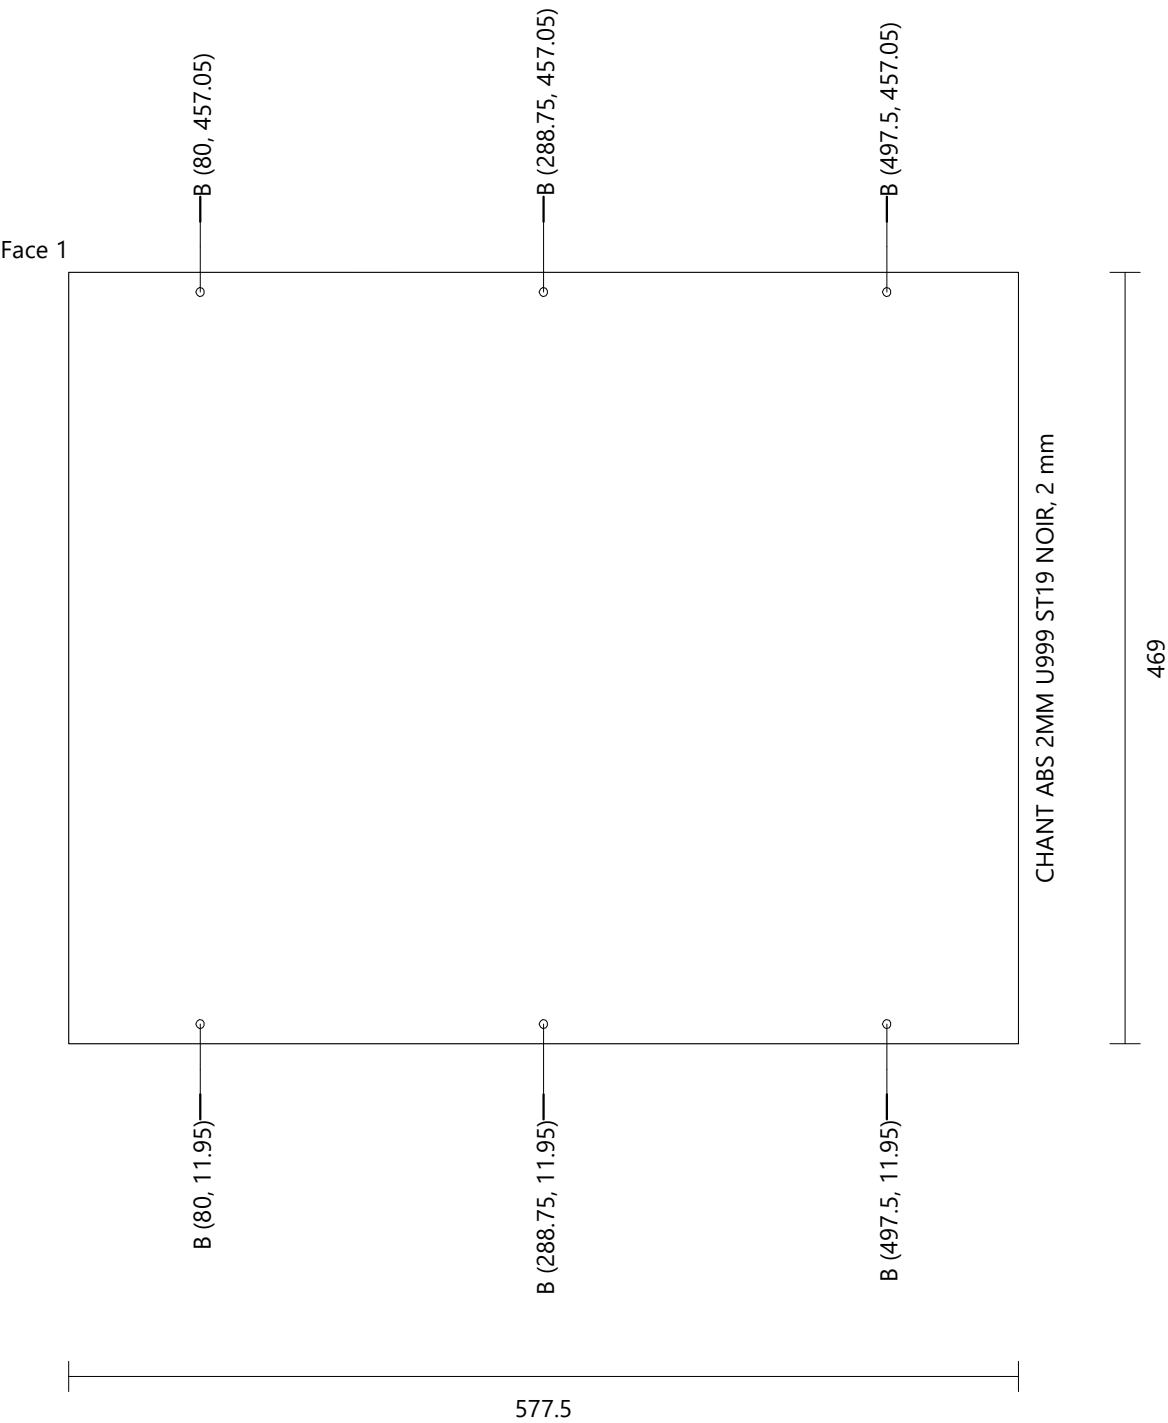 B (80, 457.05)
B (288.75, 457.05)
B (497.5, 457.05)
Face 1
CHANT ABS 2MM U999 ST19 NOIR, 2 mm
469
B (80, 11.95)
B (288.75, 11.95)
B (497.5, 11.95)
577.5